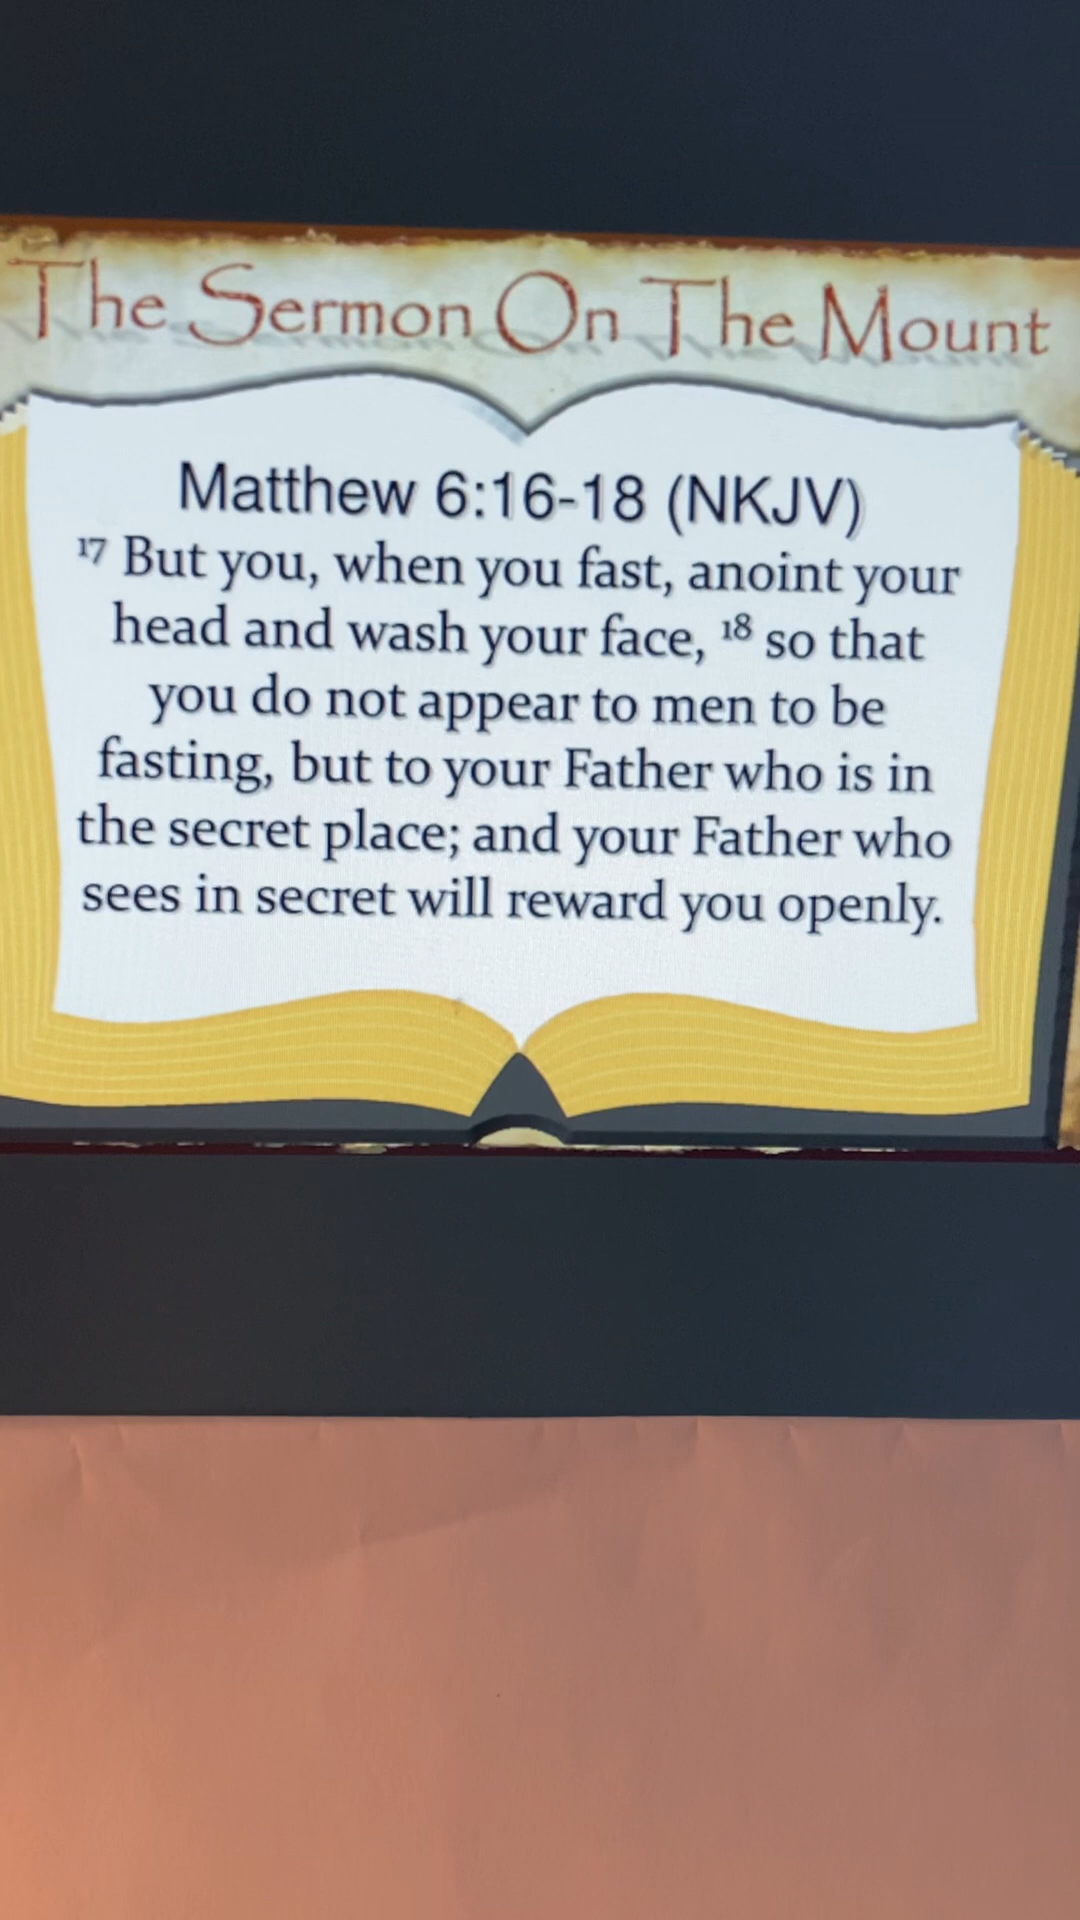 The Sermon On The Mount
Matthew 6:16-18 (NKJV)
17 But you, when you fast, anoint your
head and wash your face, 18 so that
you do not appear to men to be
fasting, but to your Father who is in
the secret place; and your Father who
sees in secret will reward you openly.